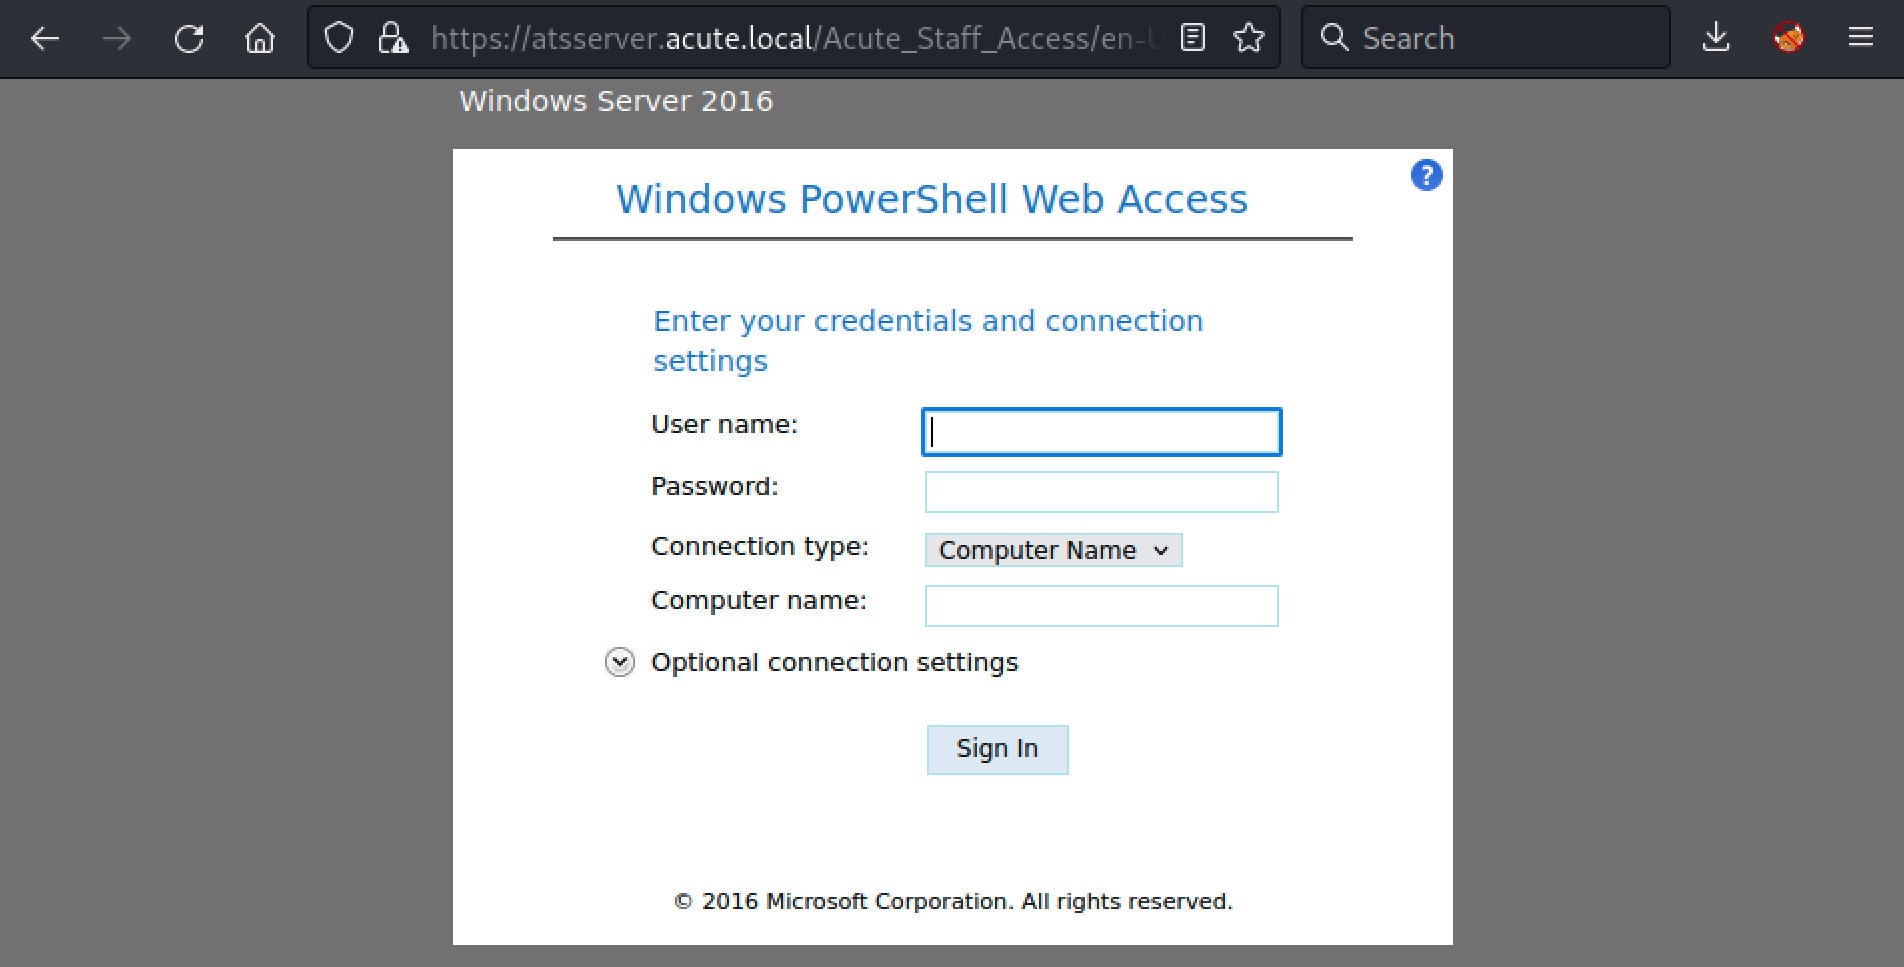 https://atsserver.acute.local/Acute_Staff_Access/en-U
Search
Windows Server 2016
?
Windows PowerShell Web Access
Enter your credentials and connection
settings
User name:
Password:
Connection type:
Computer Name
Computer name:
Optional connection settings
Sign In
© 2016 Microsoft Corporation. All rights reserved.